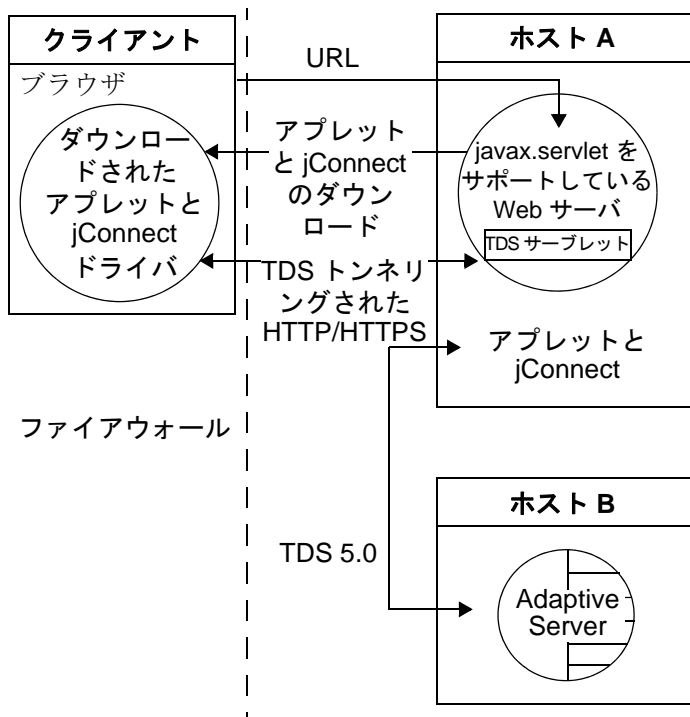 クライアント
ブラウザ
ダウンロー
ドされた
アプレットと
jConnect
ドライバ
ファイアウォール
URL
アプレット
と jConnect
のダウン
ロード
TDS トンネリ
ングされた
HTTP/HTTPS
TDS 5.0
ホスト A
javax.servlet を
サポートしている
Web サーバ
TDS サーブレット
アプレットと
jConnect
ホスト B
Adaptive
Server